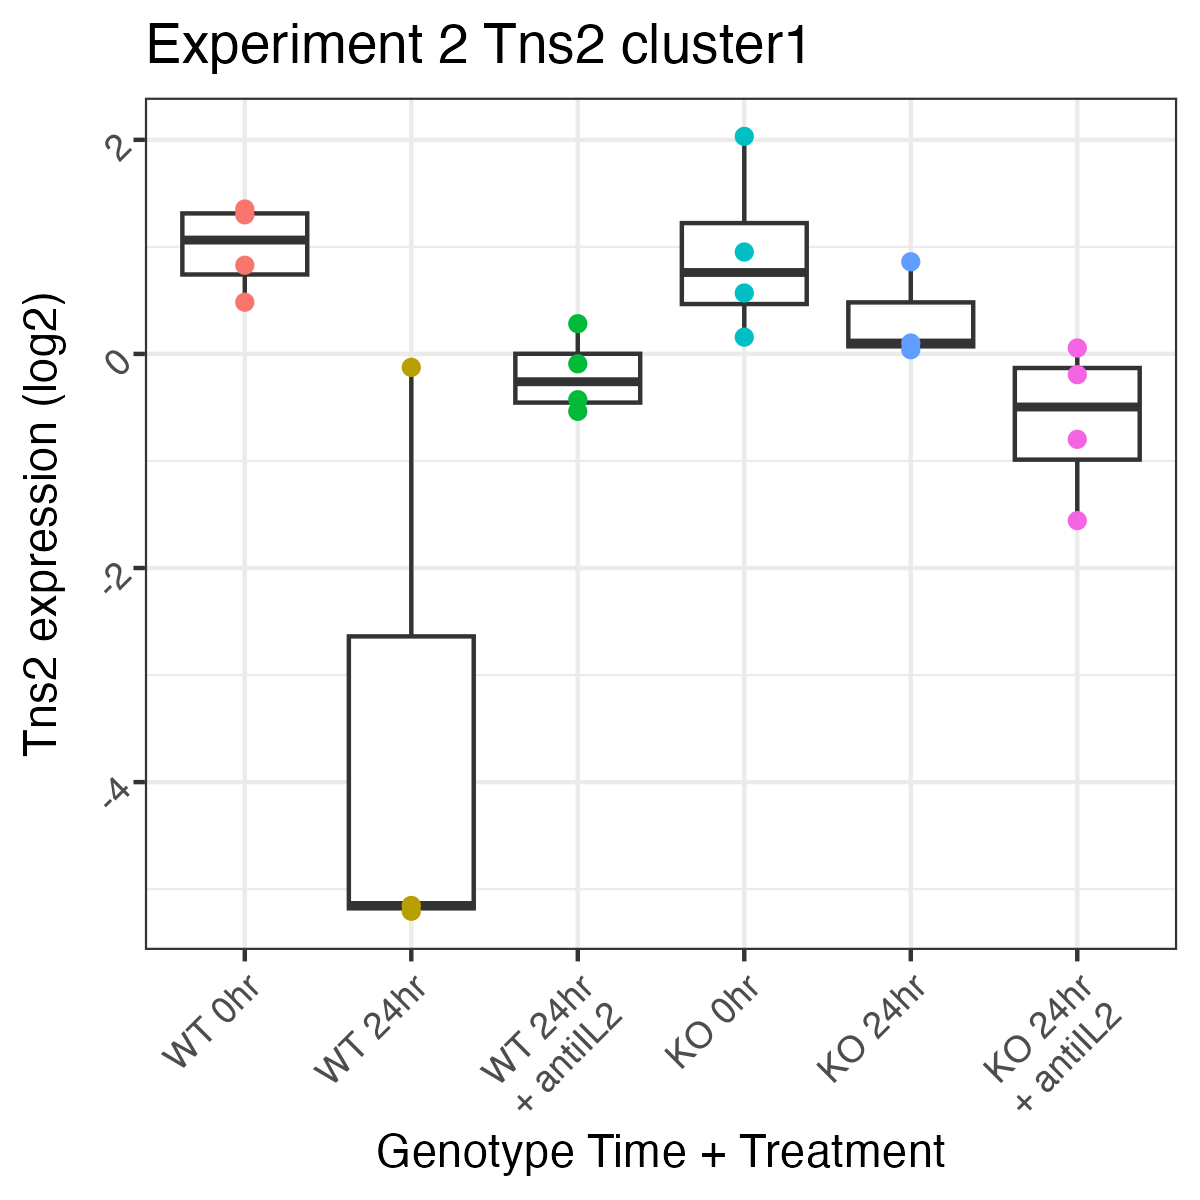 Experiment 2 Tns2 cluster1
Tns2 expression (log2)
2
0
-2
-4
WT 0hr
WT 24hr
WT 24hr
+ antiIL2
KO 0hr
KO 24hr
KO 24hr
+ antiIL2
Genotype Time + Treatment